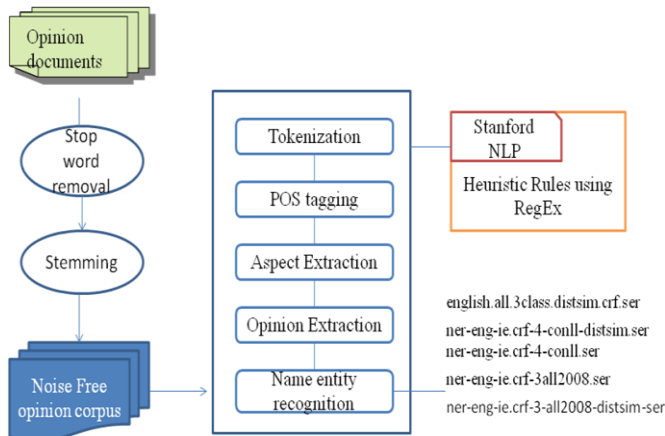 Opinion
documents
Stop
word
removal
Stemming
Noise Free
opinion corpus
Tokenization
POS tagging
Aspect Extraction
Opinion Extraction
Name entity
recognition
Stanford
NLP
Heuristic Rules using
RegEx
english.all.3class.distsim.crf.ser
ner-eng-ie.crf-4-conll-distsim.ser
ner-eng-ie.crf-4-conll.ser
ner-eng-ie.crf-3all2008.ser
ner-eng-ie.crf-3-all2008-distsim-ser